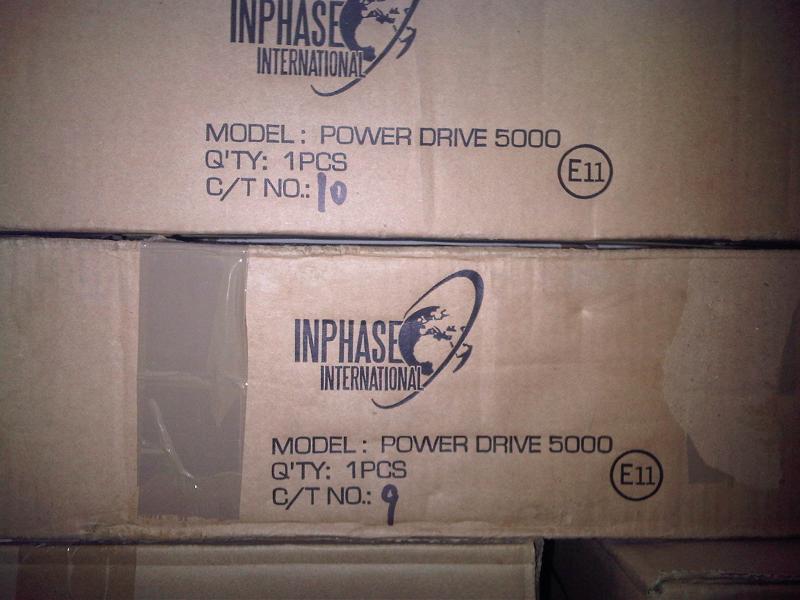 INPHASE
INTERNATIONAL
MODEL : POWER DRIVE 5000
Q'TY: 1PCS
C/T NO.: 10
E11
INPHASE
INTERNATIONAL
MODEL : POWER DRIVE 5000
Q'TY: 1PCS
C/T NO.: 9
E11